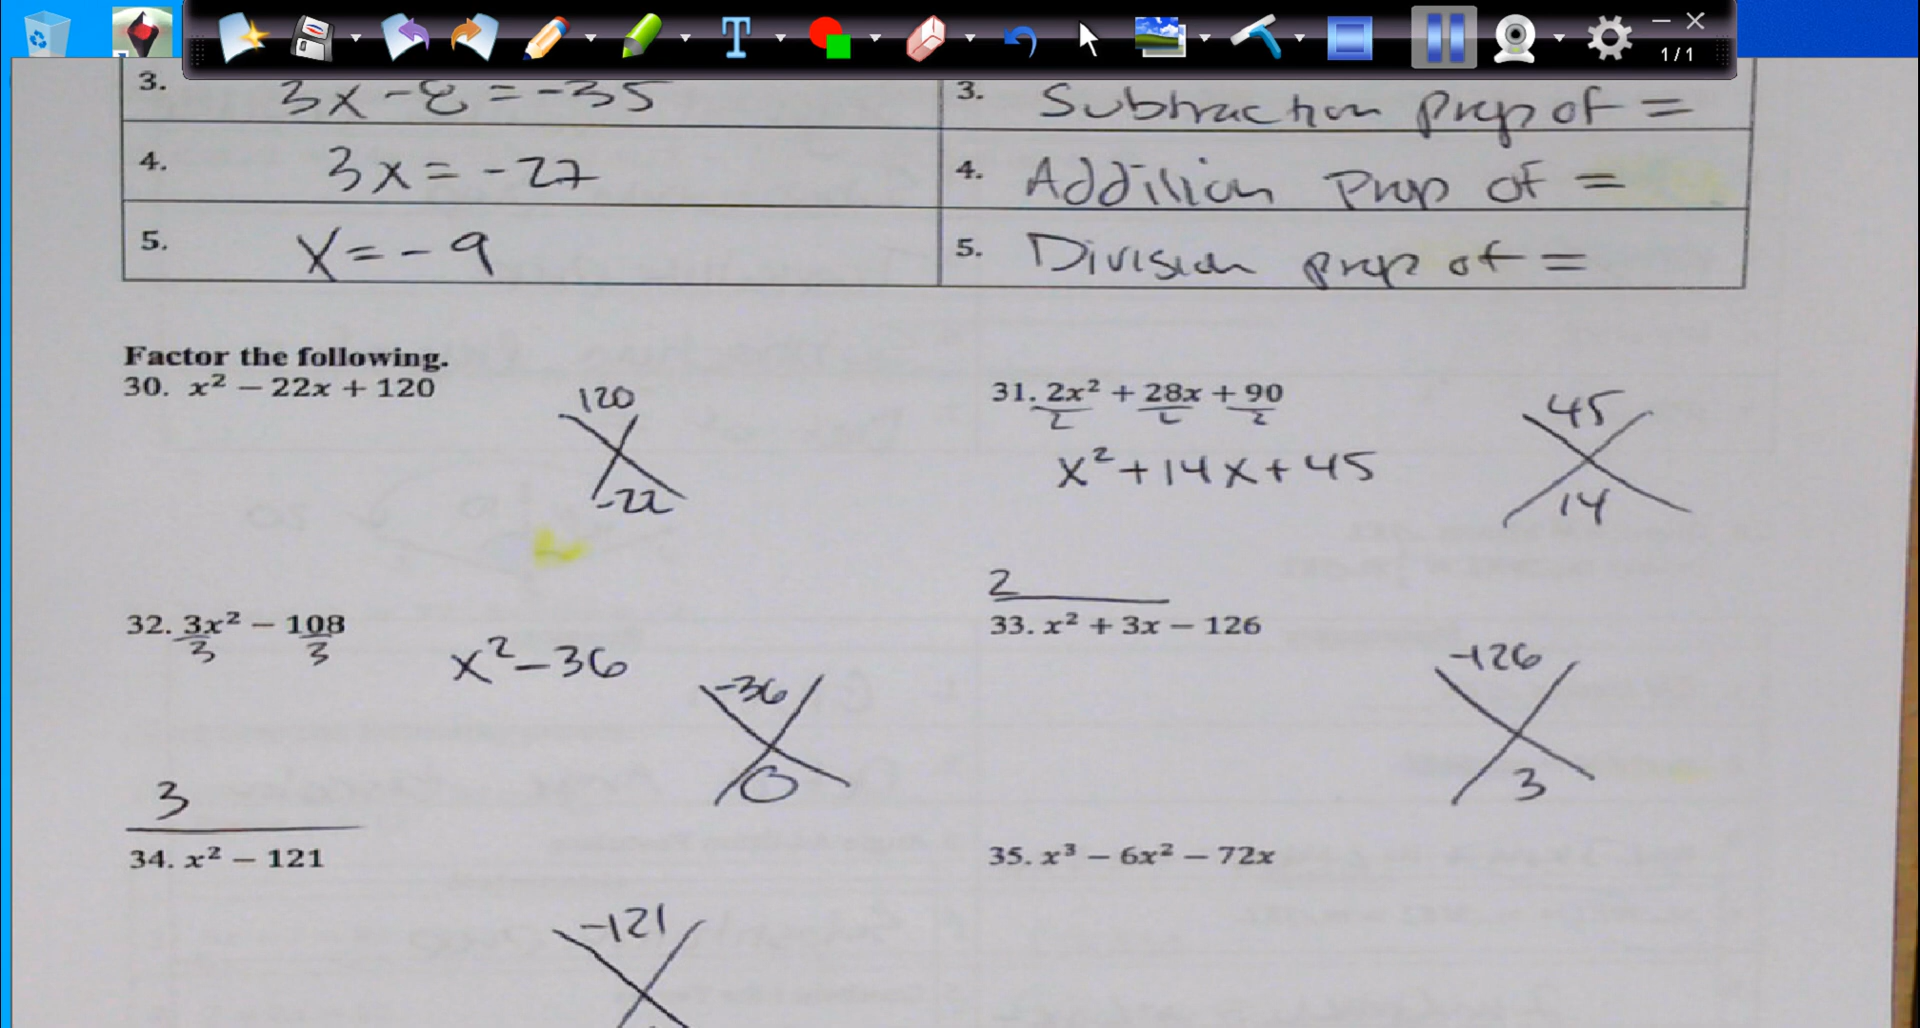 1/1
3. 3x - 8 = -35 3. Subtraction prop of =
4. 3x = -27 4. Addition Prop of =
5. x = -9 5. Division prop of =
Factor the following.
30. x² − 22x + 120
120
-22
31. 2x² + 28x + 90
2 2 2
x² + 14x + 45
45
14
32. 3x² − 108
3 3
x² - 36
-36
0
3
2
33. x² + 3x − 126
-126
3
34. x² − 121
-121
35. x³ − 6x² − 72x